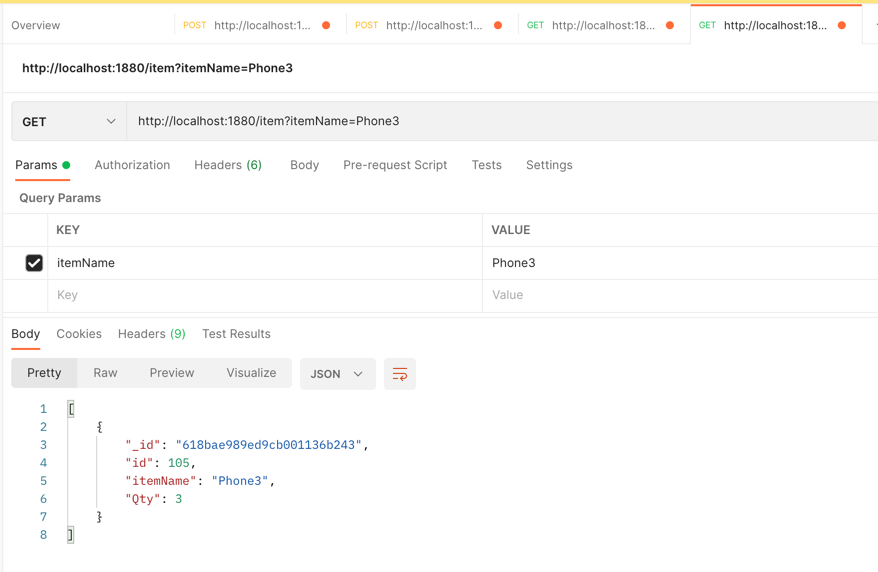 Overview POST http://localhost:1... POST http://localhost:1... GET http://localhost:18... GET http://localhost:18...
http://localhost:1880/item?itemName=Phone3
GET http://localhost:1880/item?itemName=Phone3
Params Authorization Headers (6) Body Pre-request Script Tests Settings
Query Params
KEY VALUE
itemName Phone3
Key Value
Body Cookies Headers (9) Test Results
Pretty Raw Preview Visualize JSON
1 [
2 {
3 "_id": "618bae989ed9cb001136b243",
4 "id": 105,
5 "itemName": "Phone3",
6 "Qty": 3
7 }
8 ]